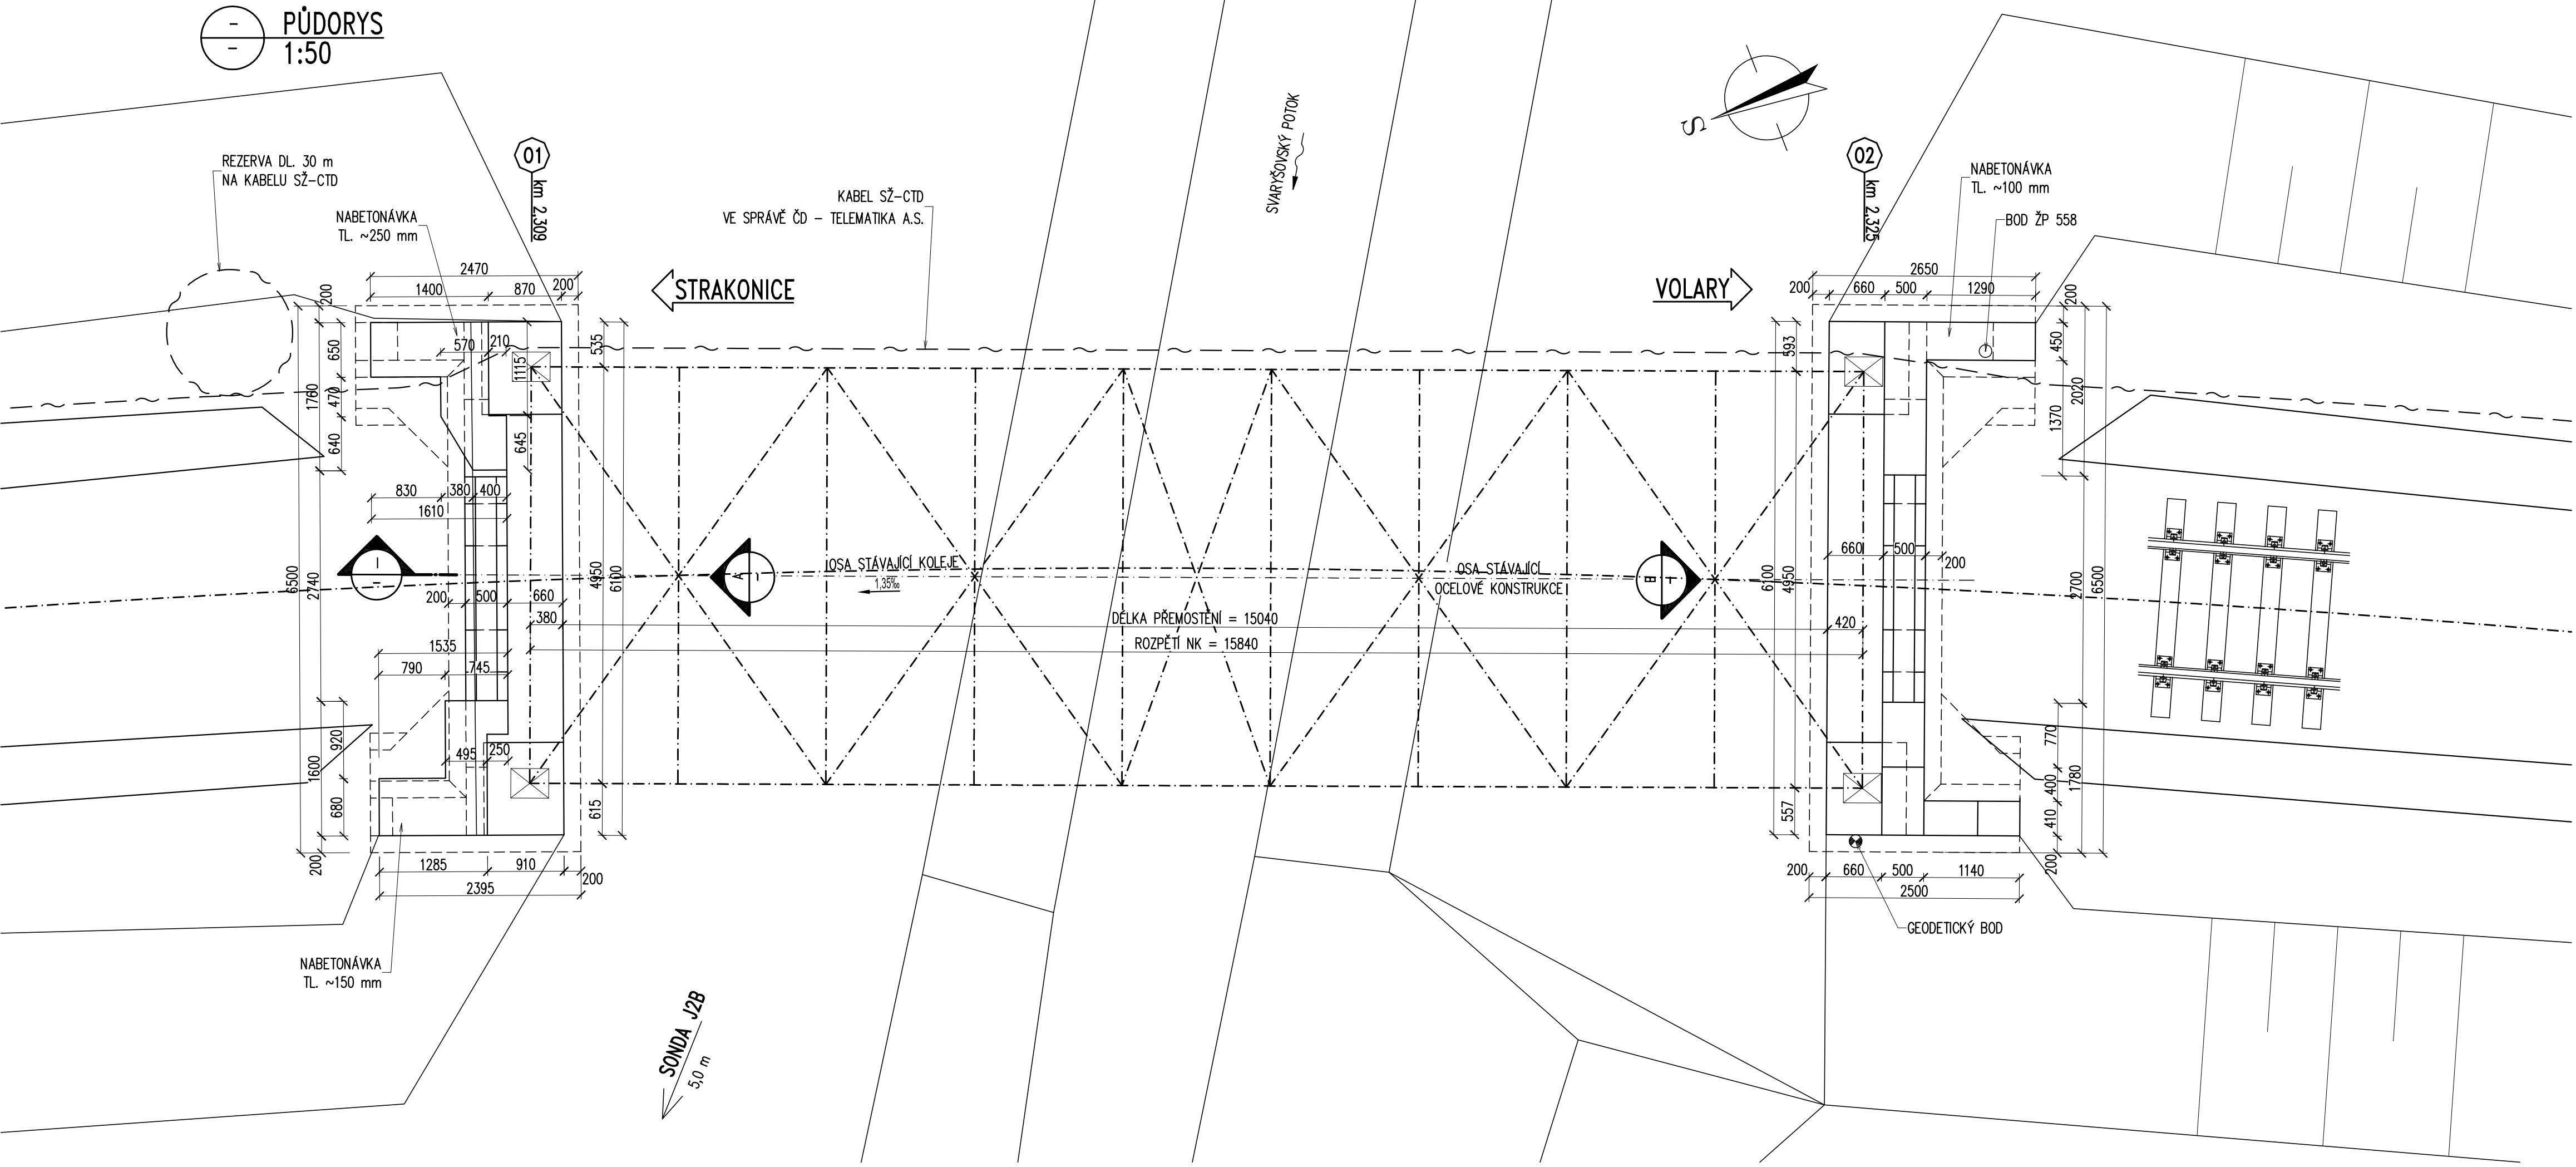 PŮDORYS
1:50
REZERVA DL. 30 m
NA KABELU SŽ-CTD
NABETONÁVKA
TL. ~250 mm
01
km 2,309
KABEL SŽ-CTD
VE SPRÁVĚ ČD - TELEMATIKA A.S.
SVARYŠOVSKÝ POTOK
S
02
km 2,325
NABETONÁVKA
TL. ~100 mm
BOD ŽP 558
STRAKONICE
VOLARY
2470
1400
870
200
200
650
1760
470
640
570
210
1115
645
535
830
380
400
1610
6500
2740
4950
6100
200
500
660
380
1535
790
745
920
1600
680
495
250
615
200
1285
910
200
2395
NABETONÁVKA
TL. ~150 mm
A
OSA STÁVAJÍCÍ KOLEJE
1,35‰
OSA STÁVAJÍCÍ
OCELOVÉ KONSTRUKCE
B
DÉLKA PŘEMOSTĚNÍ = 15040
ROZPĚTÍ NK = 15840
2650
200
660
500
1290
200
593
450
2020
1370
660
500
200
6100
4950
2700
6500
420
770
400
1780
410
557
200
200
660
500
1140
2500
GEODETICKÝ BOD
SONDA J2B
5,0 m